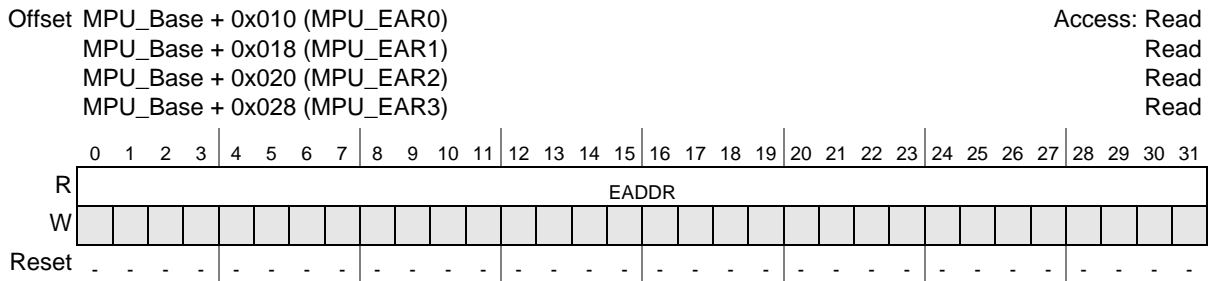 Offset MPU_Base + 0x010 (MPU_EAR0) Access: Read
MPU_Base + 0x018 (MPU_EAR1) Read
MPU_Base + 0x020 (MPU_EAR2) Read
MPU_Base + 0x028 (MPU_EAR3) Read
0 1 2 3 4 5 6 7 8 9 10 11 12 13 14 15 16 17 18 19 20 21 22 23 24 25 26 27 28 29 30 31
R EADDR
W
Reset - - - - - - - - - - - - - - - - - - - - - - - - - - - - - - - -